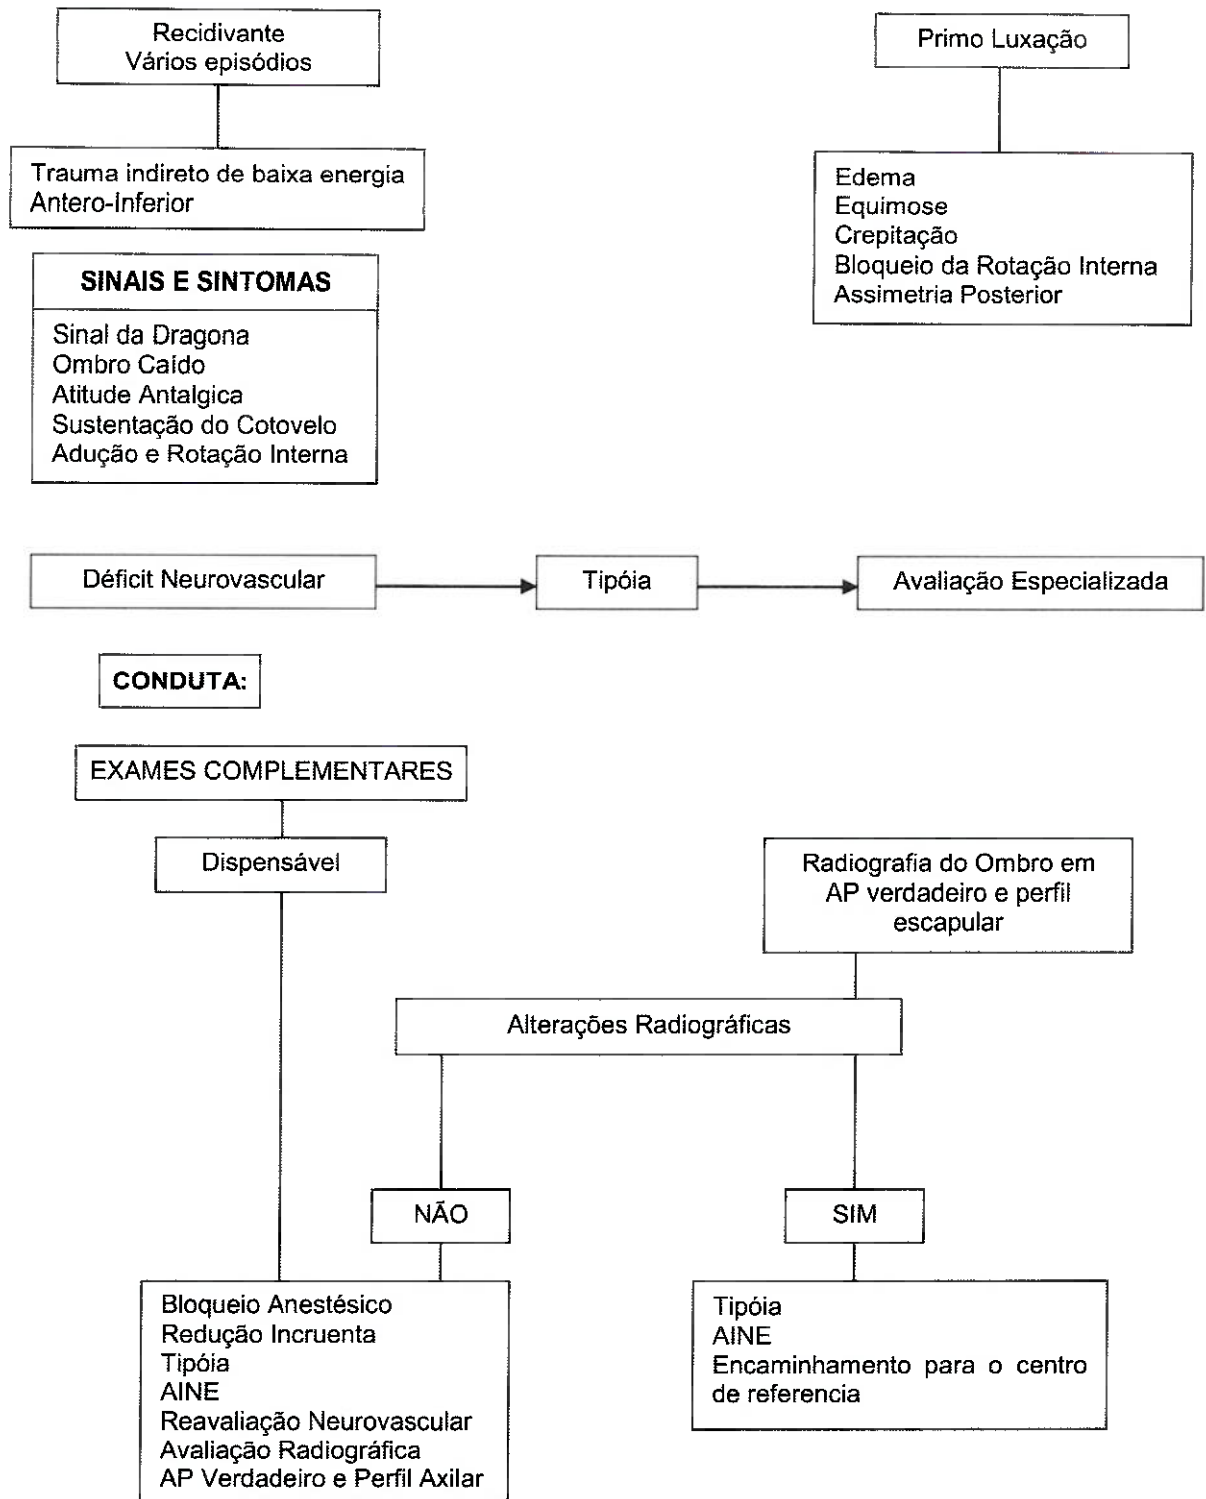 Recidivante
Vários episódios
Primo Luxação
Trauma indireto de baixa energia
Antero-Inferior
Edema
Equimose
Crepitação
Bloqueio da Rotação Interna
Assimetria Posterior
SINAIS E SINTOMAS
Sinal da Dragona
Ombro Caído
Atitude Antalgica
Sustentação do Cotovelo
Adução e Rotação Interna
Déficit Neurovascular
Tipóia
Avaliação Especializada
CONDUTA:
EXAMES COMPLEMENTARES
Dispensável
Radiografia do Ombro em
AP verdadeiro e perfil
escapular
Alterações Radiográficas
NÃO
SIM
Bloqueio Anestésico
Redução Incruenta
Tipóia
AINE
Reavaliação Neurovascular
Avaliação Radiográfica
AP Verdadeiro e Perfil Axilar
Tipóia
AINE
Encaminhamento para o centro
de referencia